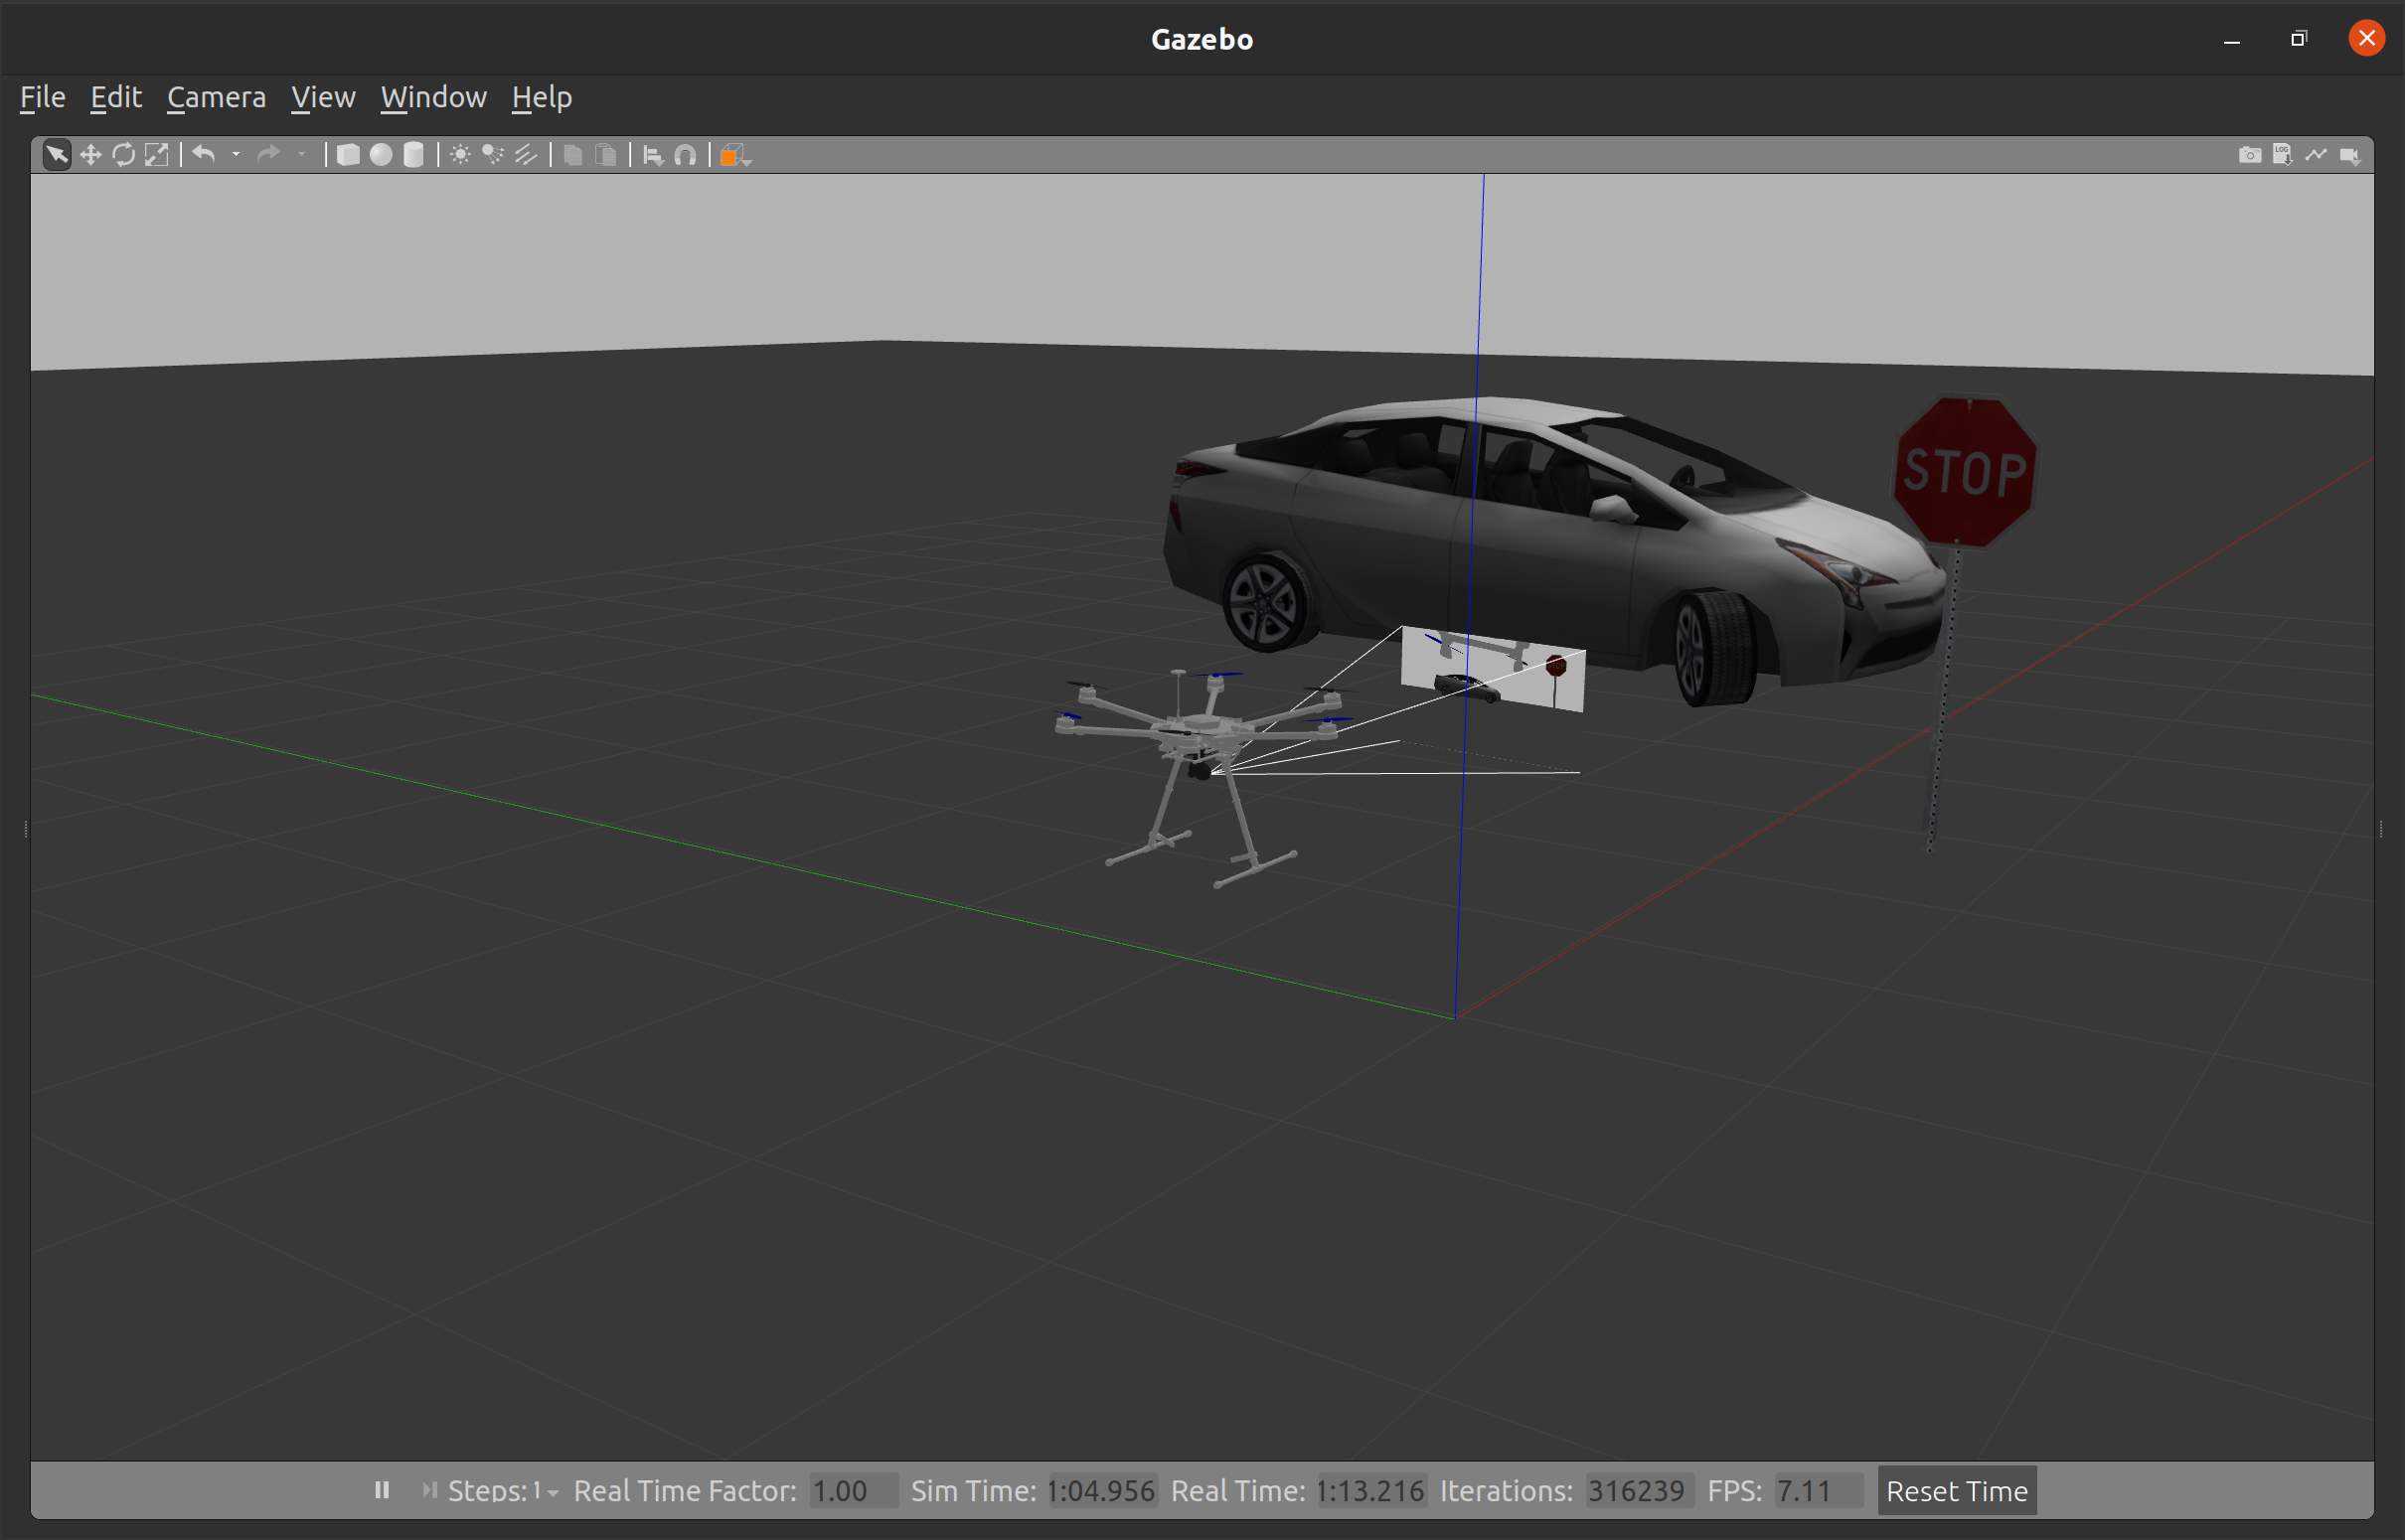 Gazebo
File Edit Camera View Window Help
LOG
STOP
Steps: 1 Real Time Factor: 1.00 Sim Time: 1:04.956 Real Time: 1:13.216 Iterations: 316239 FPS: 7.11 Reset Time